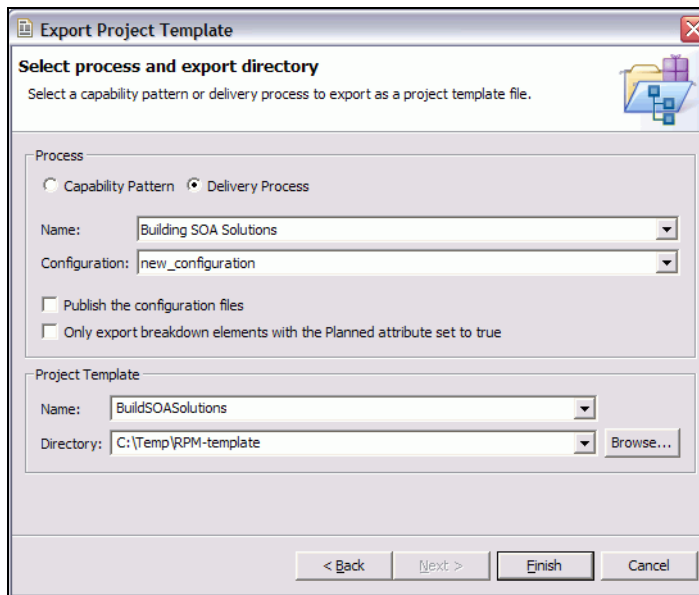 Export Project Template
Select process and export directory
Select a capability pattern or delivery process to export as a project template file.
Process
Capability Pattern Delivery Process
Name: Building SOA Solutions
Configuration: new_configuration
Publish the configuration files
Only export breakdown elements with the Planned attribute set to true
Project Template
Name: BuildSOASolutions
Directory: C:\Temp\RPM-template Browse...
< Back Next > Finish Cancel